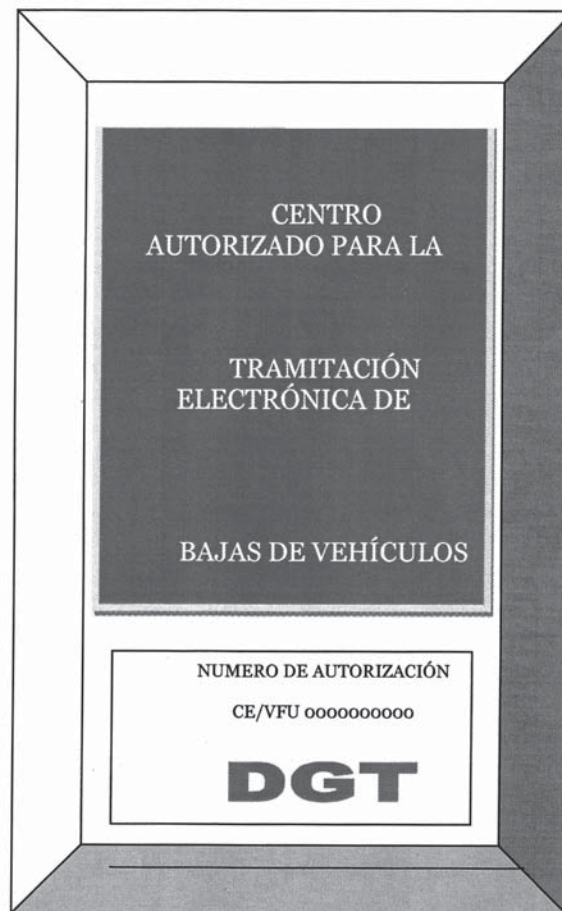 CENTRO
AUTORIZADO PARA LA
TRAMITACIÓN
ELECTRÓNICA DE
BAJAS DE VEHÍCULOS
NUMERO DE AUTORIZACIÓN
CE/VFU 0000000000
DGT